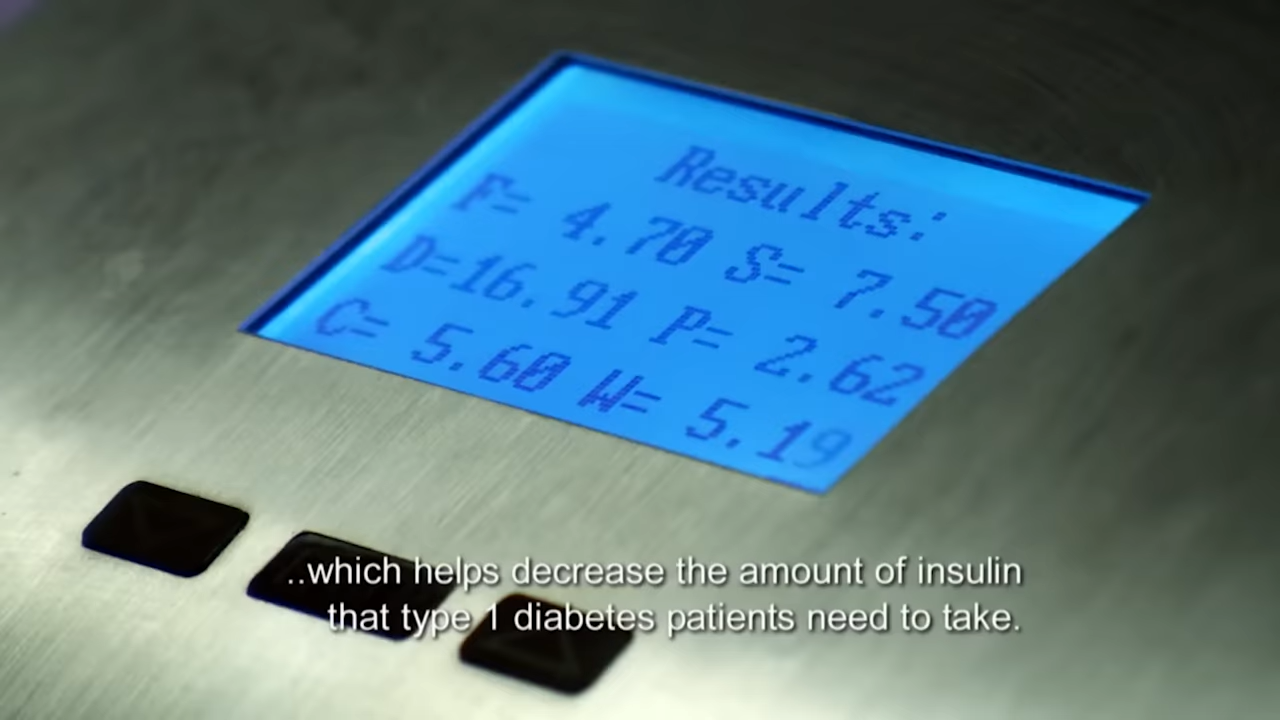 Results:
F= 4.70 S= 7.50
D=16.91 P= 2.62
C= 5.60 W= 5.19
..which helps decrease the amount of insulin
that type 1 diabetes patients need to take.